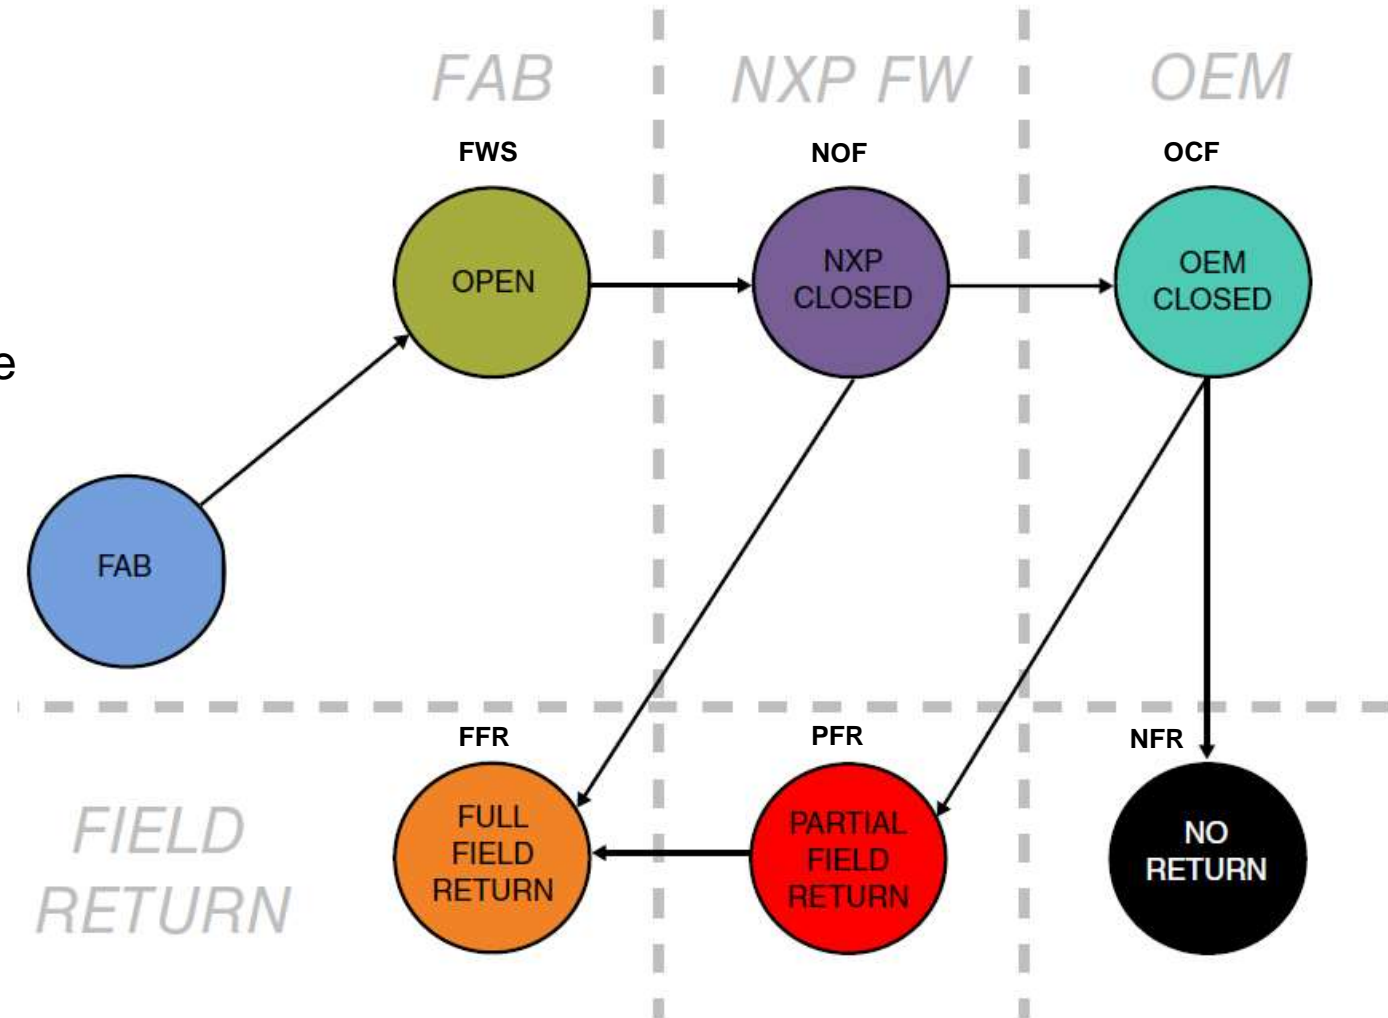 FAB
NXP FW
OEM
FWS
NOF
OCF
OPEN
NXP
CLOSED
OEM
CLOSED
e
FAB
FFR
PFR
NFR
FIELD
RETURN
FULL
FIELD
RETURN
PARTIAL
FIELD
RETURN
NO
RETURN